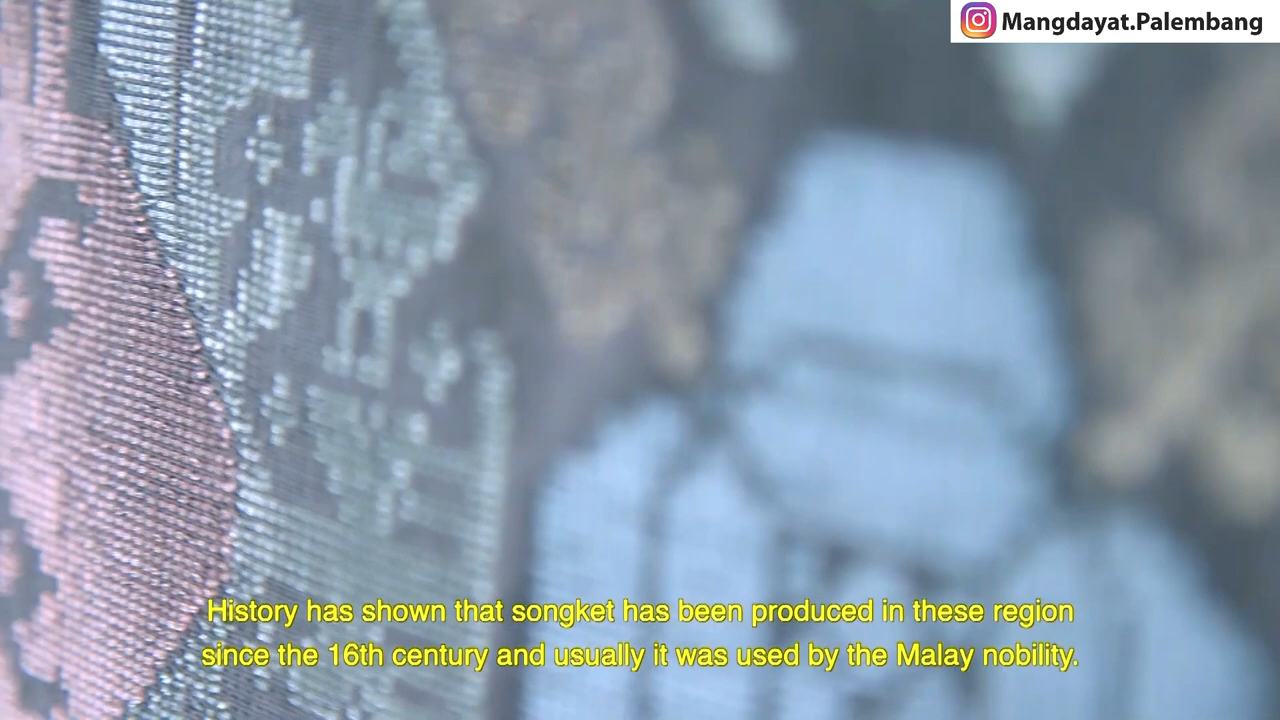 Mangdayat.Palembang
History has shown that songket has been produced in these region
since the 16th century and usually it was used by the Malay nobility.